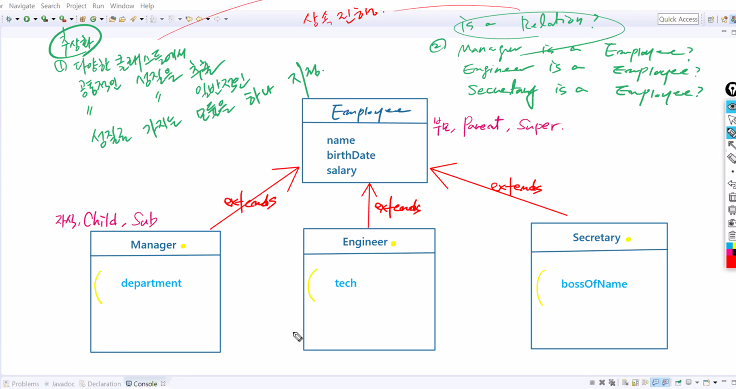 Navigate Search Project Run Window Help
Quick Access
상속 진행.
추상화
① 다양한 클래스들에서
공통적인 성질을 추출
〃 〃 일반적인
성질을 가지는 모듈을 하나
지정.
is a Relation?
② Manager is a Employee?
Engineer is a Employee?
Secretary is a Employee?
Employee
name
birthDate
salary
부모, Parent, Super.
extends
extends
extends
자식, Child, Sub
Manager
department
Engineer
tech
Secretary
bossOfName
Problems @ Javadoc Declaration Console